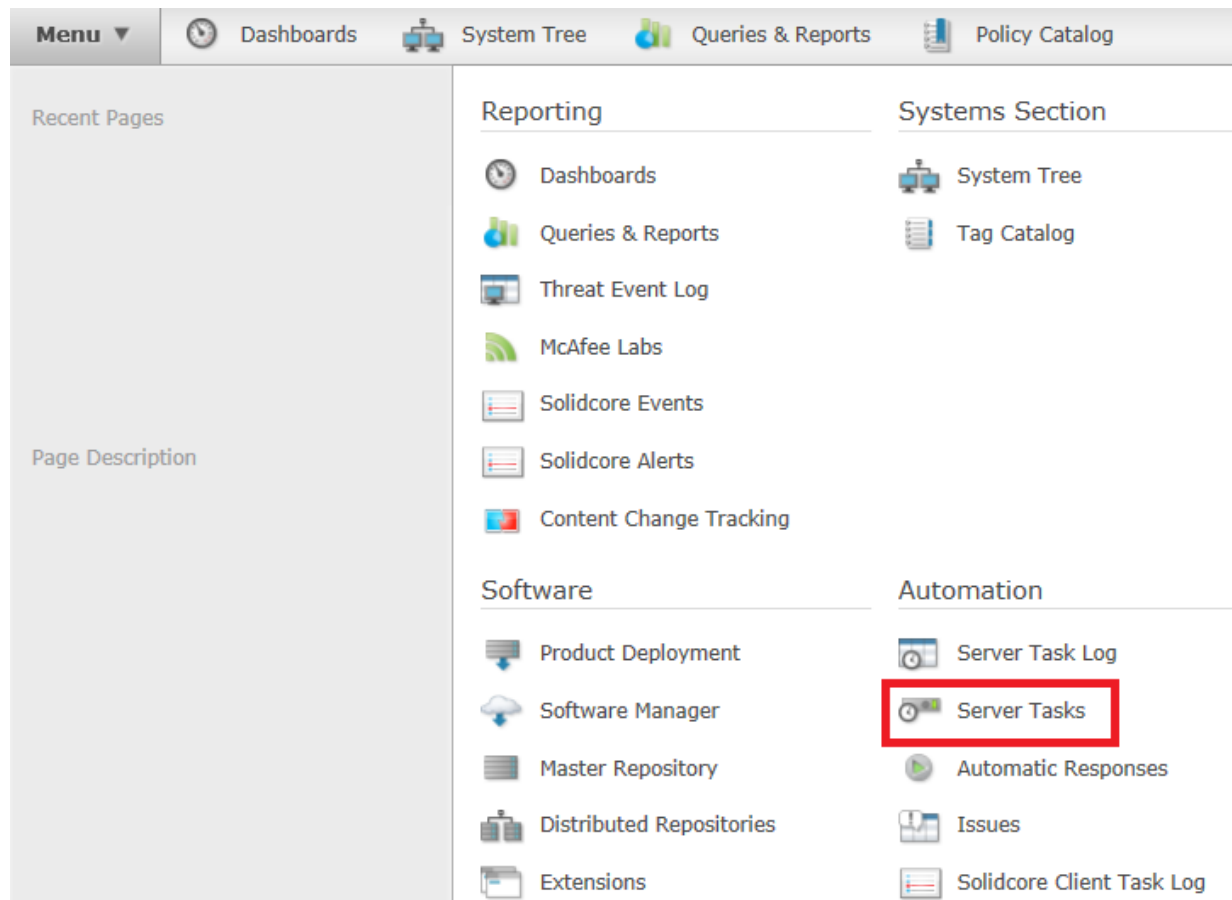 Menu ▼ Dashboards System Tree Queries & Reports Policy Catalog
Recent Pages
Page Description
Reporting
Dashboards
Queries & Reports
Threat Event Log
McAfee Labs
Solidcore Events
Solidcore Alerts
Content Change Tracking
Systems Section
System Tree
Tag Catalog
Software
Product Deployment
Software Manager
Master Repository
Distributed Repositories
Extensions
Automation
Server Task Log
Server Tasks
Automatic Responses
Issues
Solidcore Client Task Log